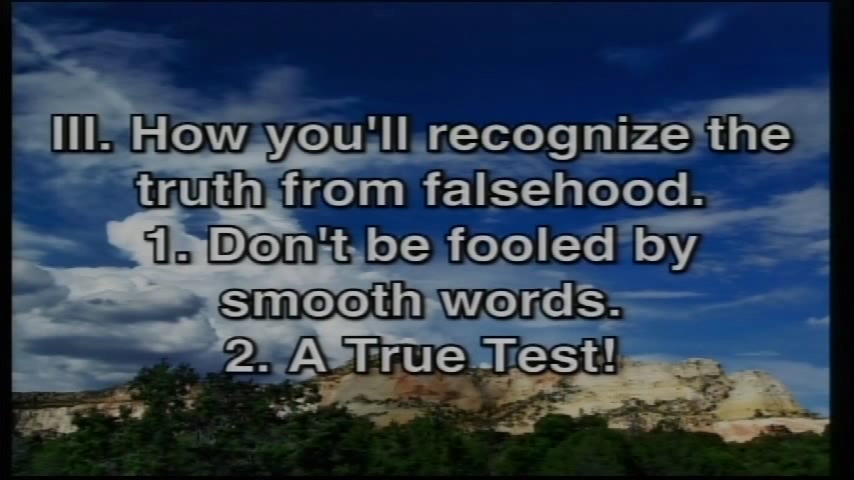 III. How you'll recognize the
truth from falsehood.
1. Don't be fooled by
smooth words.
2. A True Test!